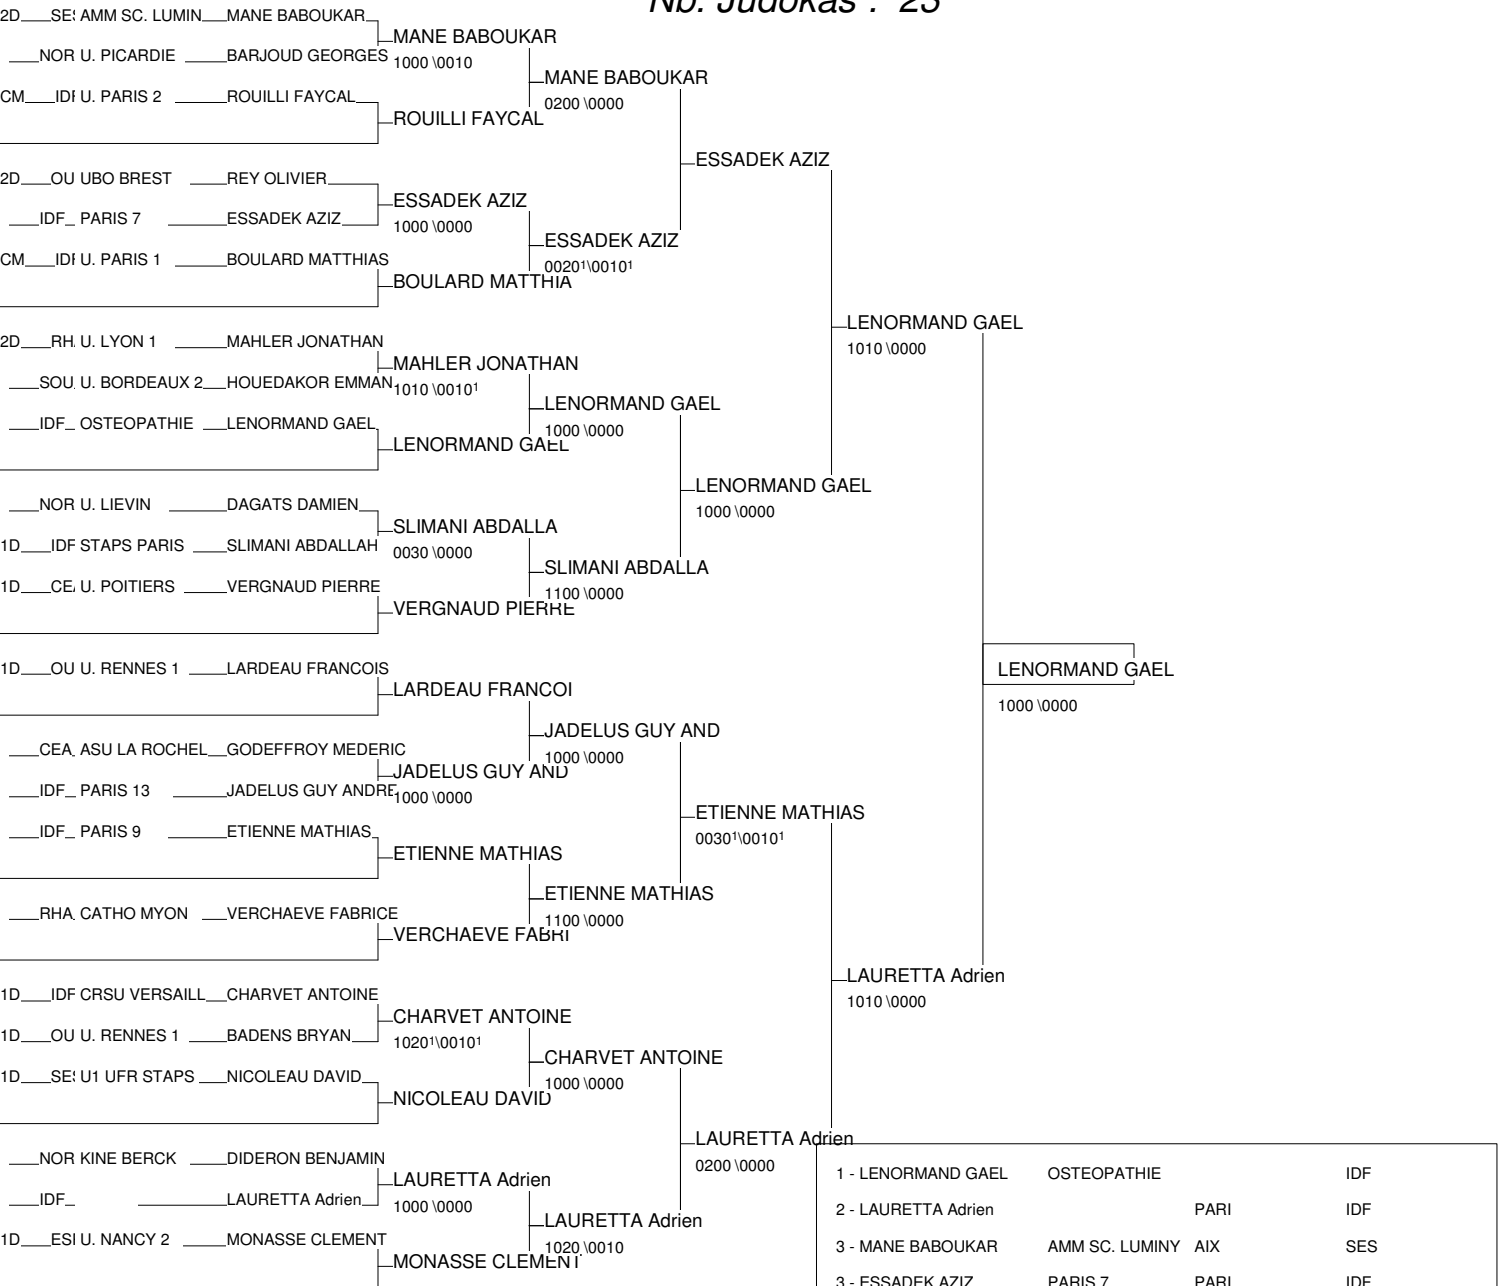 Nb. Judokas : 23
2D SE AMM SC. LUMIN MANE BABOUKAR
MANE BABOUKAR
NOR U. PICARDIE BARJOUD GEORGES 1000 \0010
MANE BABOUKAR
CM IDF U. PARIS 2 ROUILLI FAYCAL 0200 \0000
ROUILLI FAYCAL
ESSADEK AZIZ
2D OU UBO BREST REY OLIVIER
ESSADEK AZIZ
IDF_ PARIS 7 ESSADEK AZIZ 1000 \0000
ESSADEK AZIZ
CM IDF U. PARIS 1 BOULARD MATTHIAS 0020¹\0010¹
BOULARD MATTHIA
LENORMAND GAEL
2D RH. U. LYON 1 MAHLER JONATHAN 1010 \0000
MAHLER JONATHAN
SOU U. BORDEAUX 2 HOUEDAKOR EMMAN 1010 \0010¹
LENORMAND GAEL
IDF_ OSTEOPATHIE LENORMAND GAEL 1000 \0000
LENORMAND GAEL
LENORMAND GAEL
NOR U. LIEVIN DAGATS DAMIEN 1000 \0000
SLIMANI ABDALLA
1D IDF STAPS PARIS SLIMANI ABDALLAH 0030 \0000
SLIMANI ABDALLA
1D CE U. POITIERS VERGNAUD PIERRE 1100 \0000
VERGNAUD PIERRE
1D OU U. RENNES 1 LARDEAU FRANCOIS
LENORMAND GAEL
LARDEAU FRANCOI
1000 \0000
JADELUS GUY AND
CEA ASU LA ROCHEL GODEFFROY MEDERIC 1000 \0000
JADELUS GUY AND
IDF_ PARIS 13 JADELUS GUY ANDRE 1000 \0000
ETIENNE MATHIAS
IDF_ PARIS 9 ETIENNE MATHIAS 0030¹\0010¹
ETIENNE MATHIAS
ETIENNE MATHIAS
RHA CATHO MYON VERCHAEVE FABRICE 1100 \0000
VERCHAEVE FABRI
LAURETTA Adrien
1D IDF CRSU VERSAILL CHARVET ANTOINE 1010 \0000
CHARVET ANTOINE
1D OU U. RENNES 1 BADENS BRYAN 1020¹\0010¹
CHARVET ANTOINE
1D SE U1 UFR STAPS NICOLEAU DAVID 1000 \0000
NICOLEAU DAVID
LAURETTA Adrien
NOR KINE BERCK DIDERON BENJAMIN 0200 \0000
1 - LENORMAND GAEL OSTEOPATHIE IDF
LAURETTA Adrien
IDF_ LAURETTA Adrien 1000 \0000
2 - LAURETTA Adrien PARI IDF
LAURETTA Adrien
1D ESI U. NANCY 2 MONASSE CLEMENT 1020 \0010
3 - MANE BABOUKAR AMM SC. LUMINY AIX SES
MONASSE CLEMENT
3 - ESSADEK AZIZ PARIS 7 PARI IDF